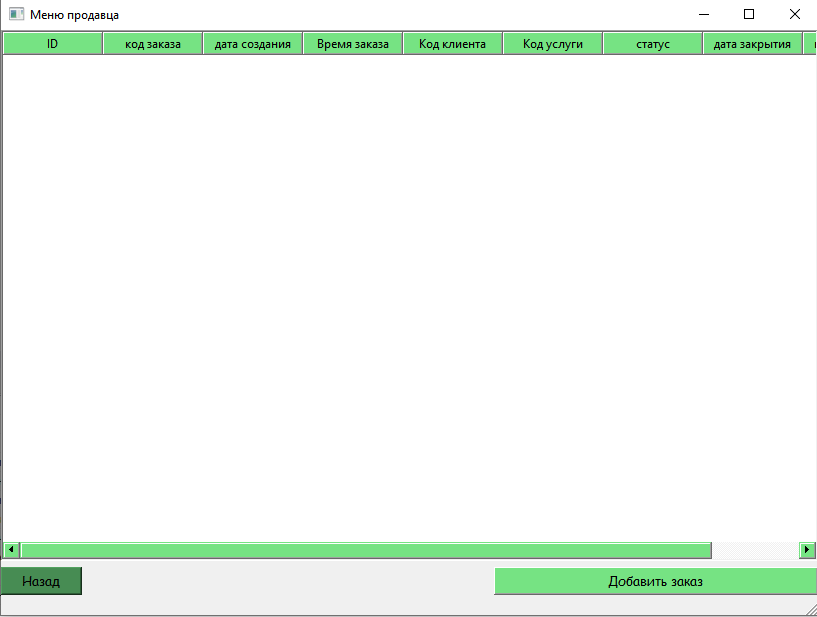 Меню продавца
ID код заказа дата создания Время заказа Код клиента Код услуги статус дата закрытия
Назад Добавить заказ